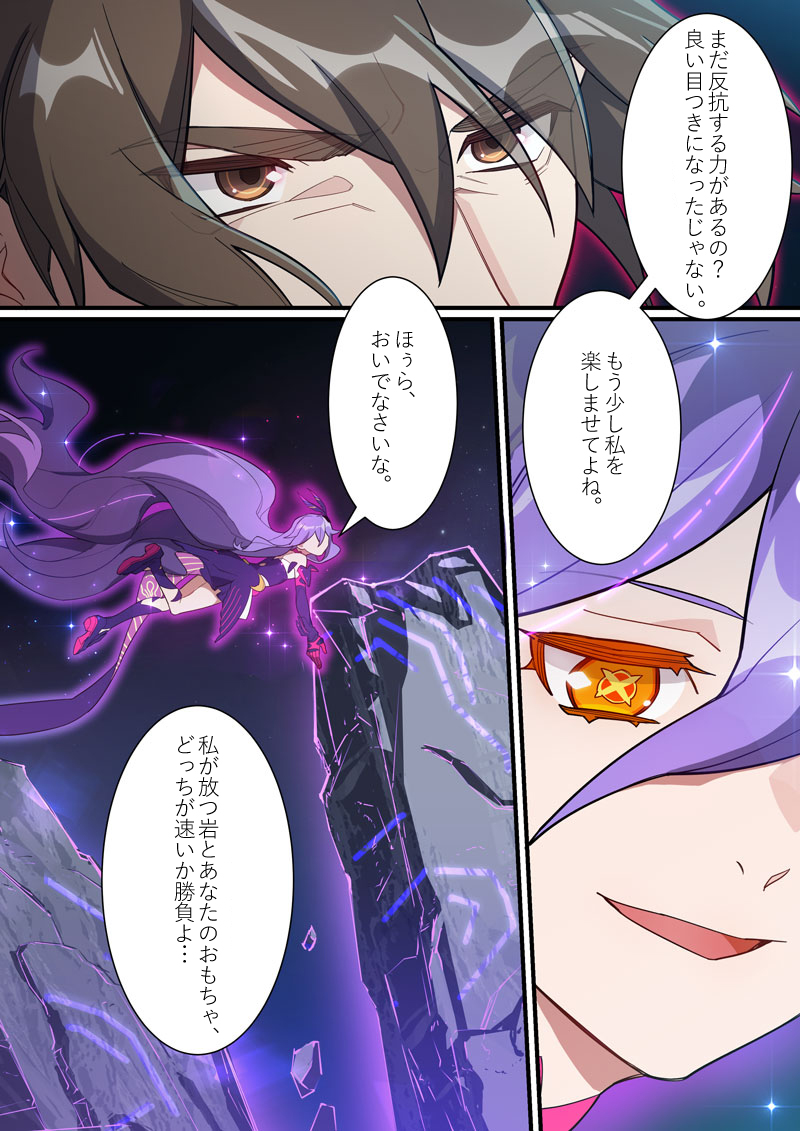 まだ反抗する力があるの？
良い目つきになったじゃない。
もう少し私を
楽しませてよね。
ほぅら、
おいでなさいな。
私が放つ岩とあなたのおもちゃ、
どっちが速いか勝負よ…